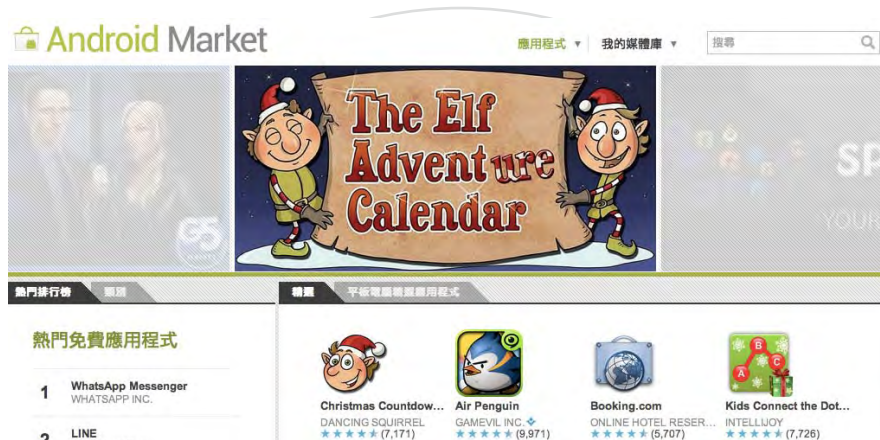 Android Market
應用程式 ▼ 我的媒體庫 ▼ 搜尋
The Elf
Adventure
Calendar
G5
SP
YOUR
熱門排行榜 類別
精選 平板電腦精選應用程式
熱門免費應用程式
1 WhatsApp Messenger
WHATSAPP INC.
2 LINE
Christmas Countdow...
DANCING SQUIRREL
(7,171)
Air Penguin
GAMEVIL INC.
(9,971)
Booking.com
ONLINE HOTEL RESER...
(5,707)
A B C
Kids Connect the Dot...
INTELLIJOY
(7,726)